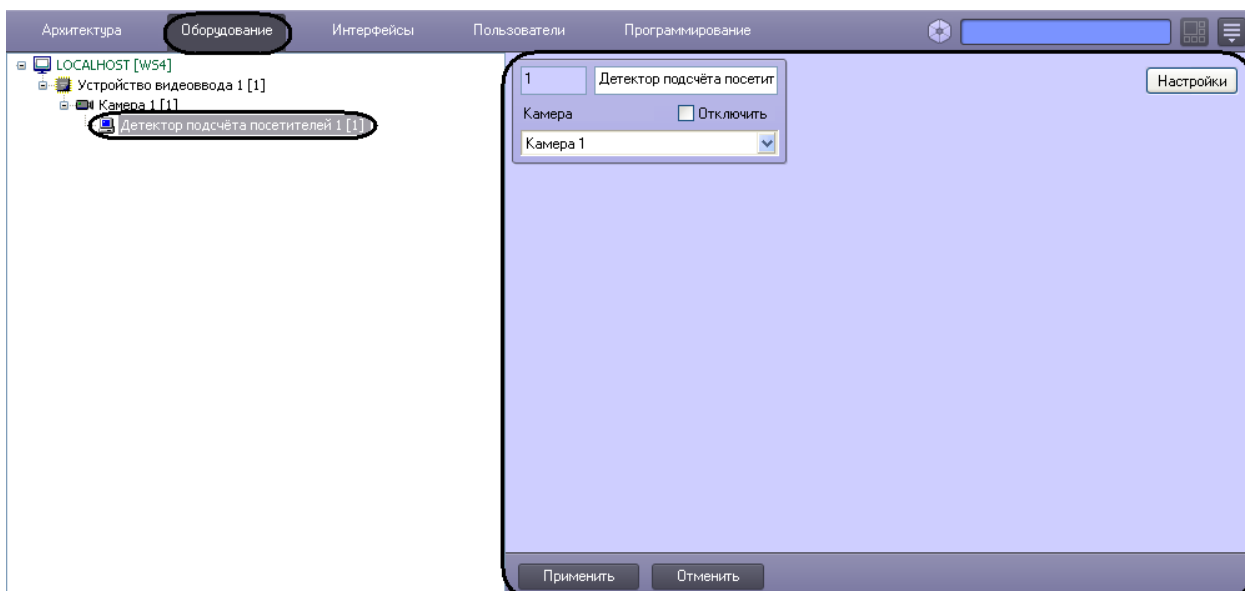 Архитектура Оборудование Интерфейсы Пользователи Программирование
LOCALHOST [WS4]
Устройство видеоввода 1 [1]
Камера 1 [1]
Детектор подсчёта посетителей 1 [1]
1 Детектор подсчёта посетит
Настройки
Камера Отключить
Камера 1
Применить Отменить